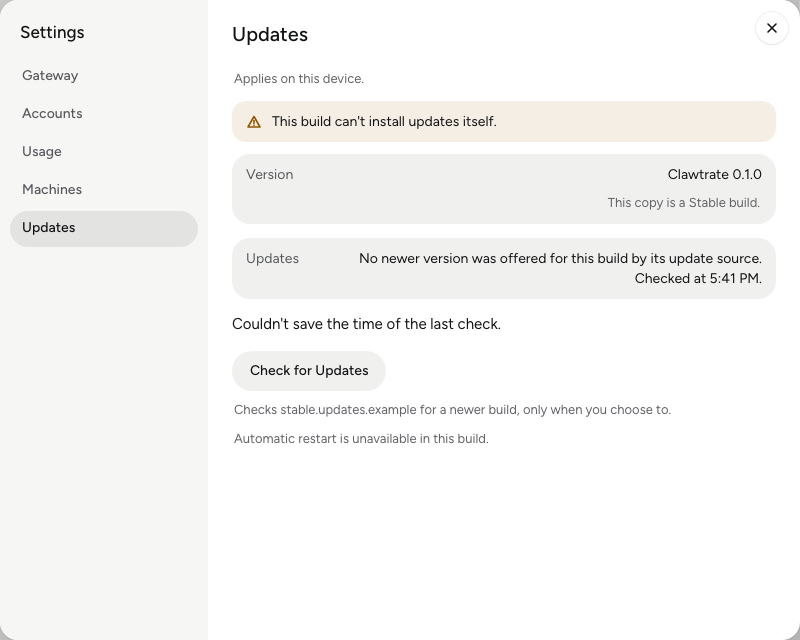 Settings
Gateway
Accounts
Usage
Machines
Updates
Updates
Applies on this device.
This build can't install updates itself.
Version
Clawtrate 0.1.0
This copy is a Stable build.
Updates
No newer version was offered for this build by its update source.
Checked at 5:41 PM.
Couldn't save the time of the last check.
Check for Updates
Checks stable.updates.example for a newer build, only when you choose to.
Automatic restart is unavailable in this build.